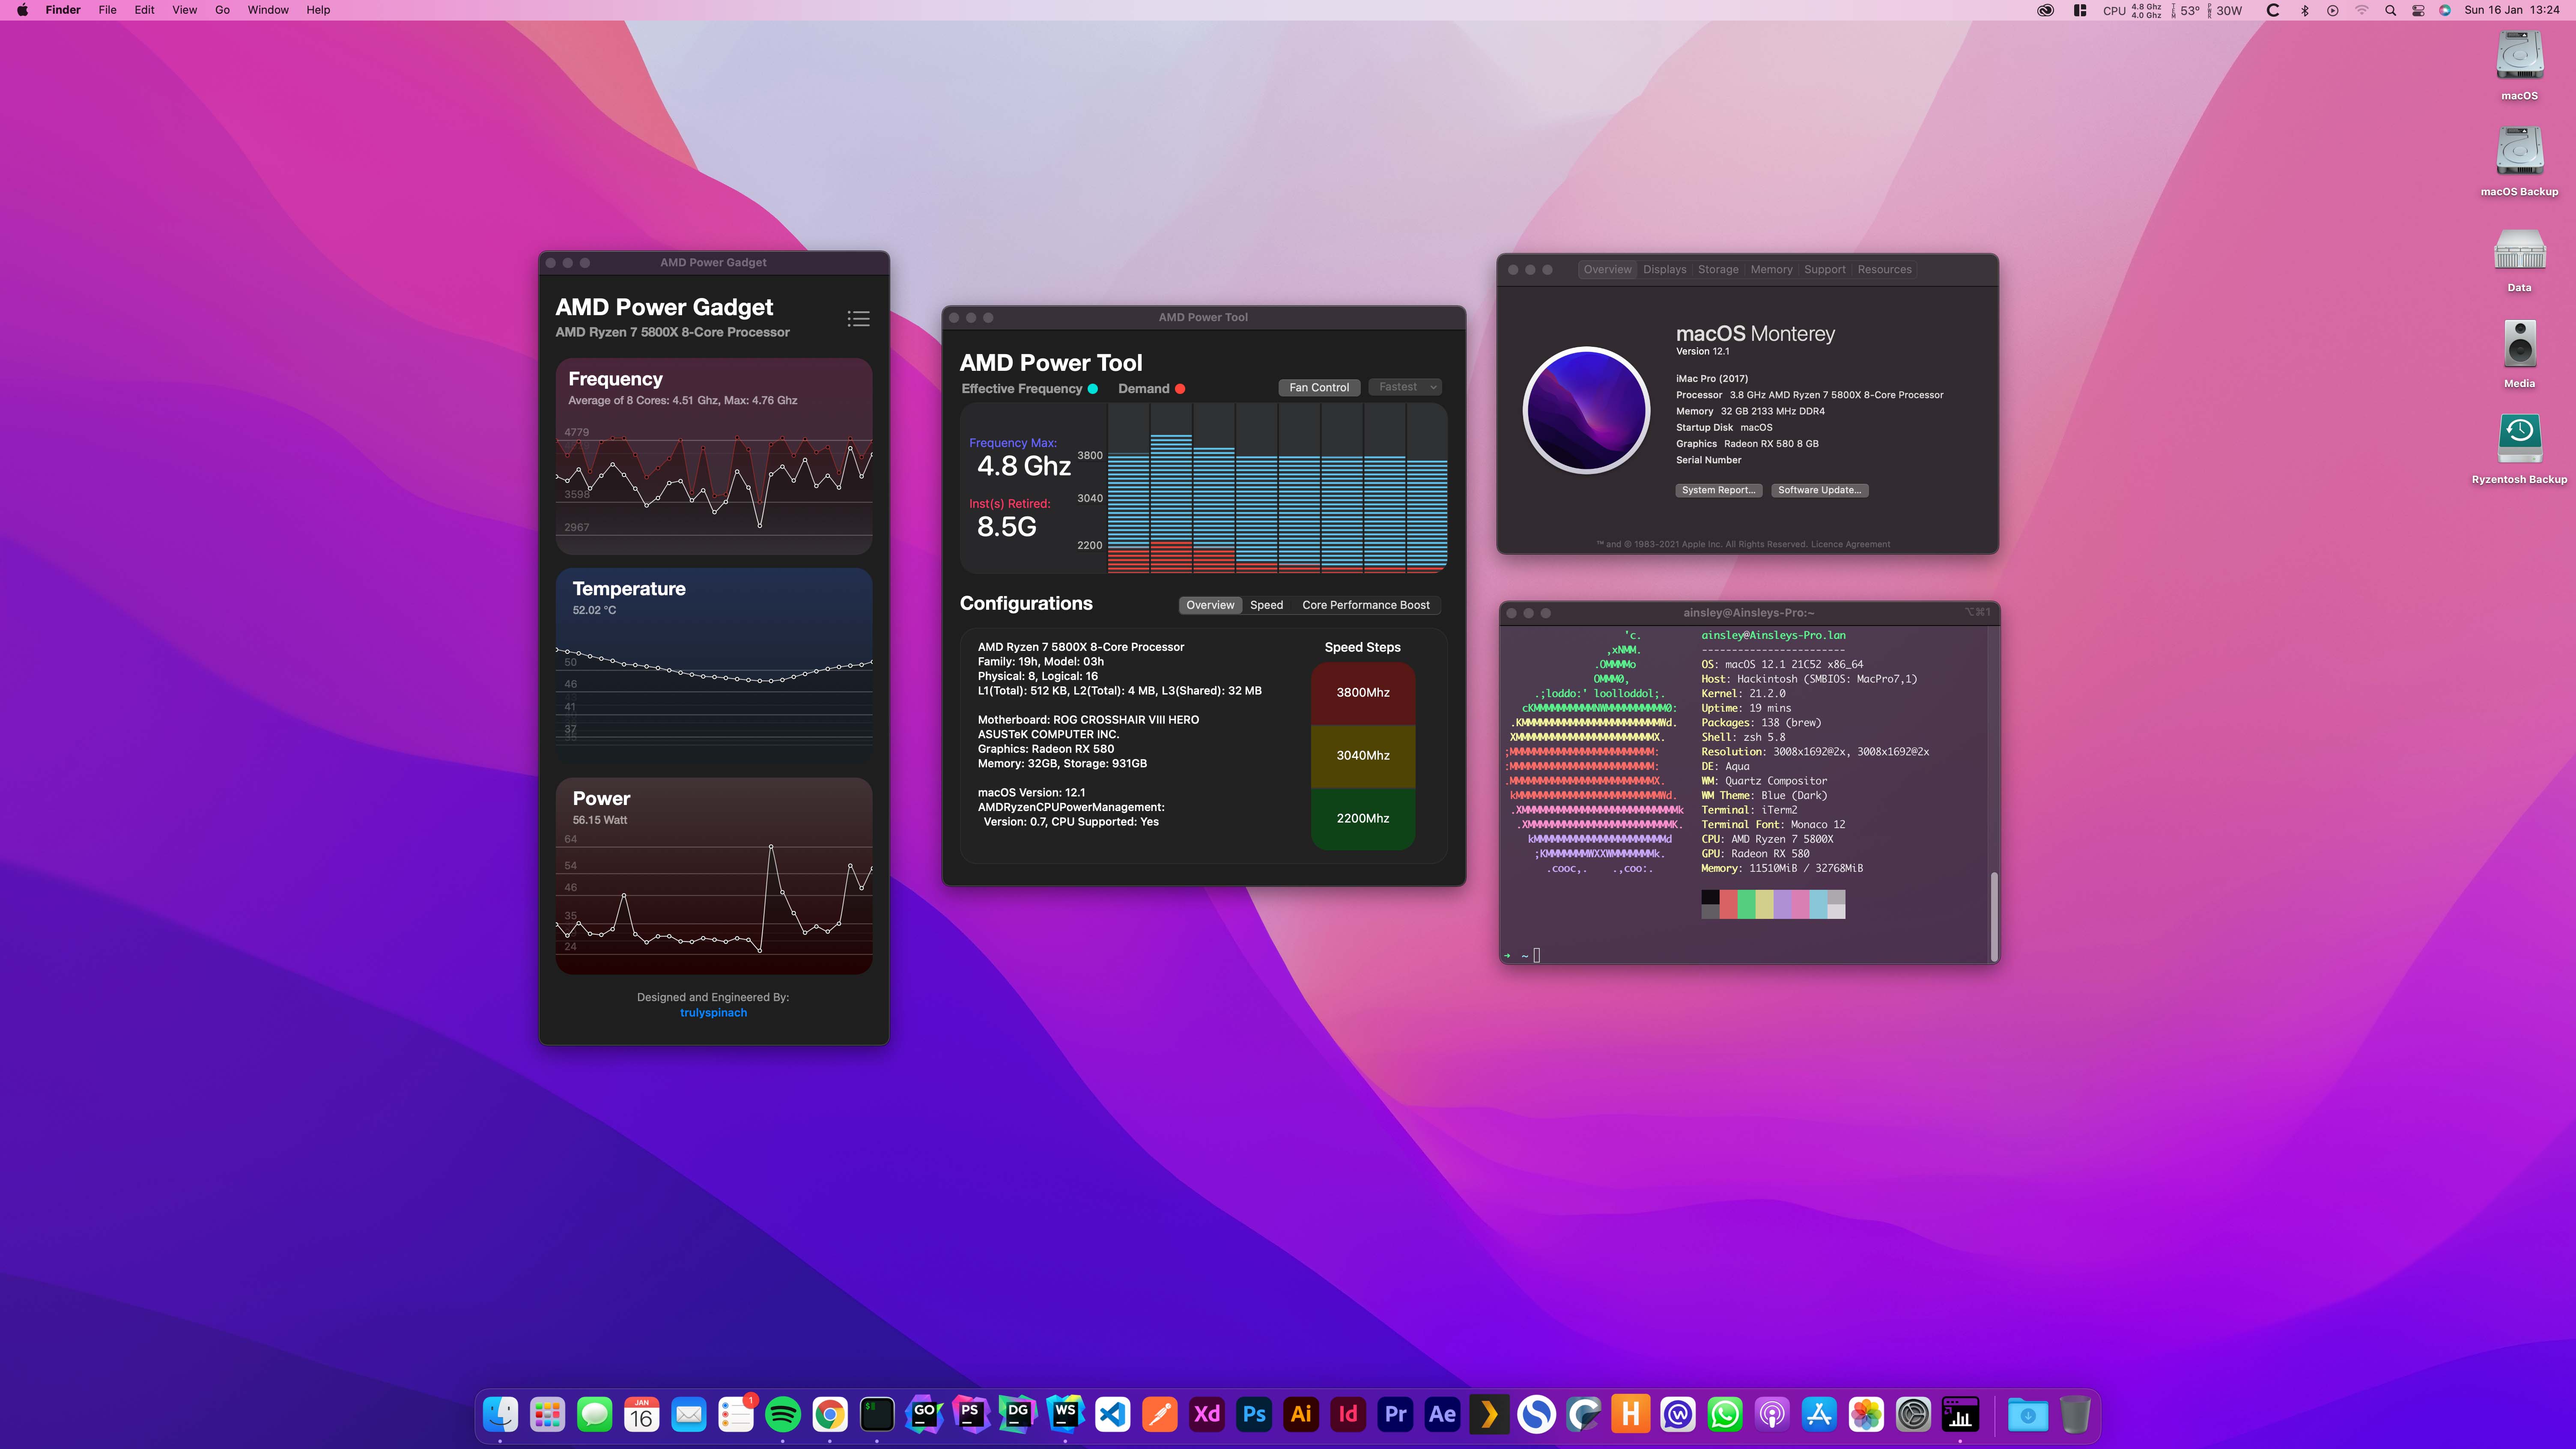 Finder File Edit View Go Window Help
CPU 4.8 Ghz 4.0 Ghz TEM 53° PWR 30W
Sun 16 Jan 13:24
macOS
macOS Backup
Data
Media
Ryzentosh Backup
AMD Power Gadget
AMD Power Gadget
AMD Ryzen 7 5800X 8-Core Processor
Frequency
Average of 8 Cores: 4.51 Ghz, Max: 4.76 Ghz
4779
3598
2967
Temperature
52.02 °C
50
46
41
37
Power
56.15 Watt
64
54
46
35
24
Designed and Engineered By:
trulyspinach
AMD Power Tool
AMD Power Tool
Effective Frequency Demand Fan Control Fastest
Frequency Max:
4.8 Ghz
Inst(s) Retired:
8.5G
3800
3040
2200
Configurations Overview Speed Core Performance Boost
AMD Ryzen 7 5800X 8-Core Processor
Family: 19h, Model: 03h
Physical: 8, Logical: 16
L1(Total): 512 KB, L2(Total): 4 MB, L3(Shared): 32 MB
Motherboard: ROG CROSSHAIR VIII HERO
ASUSTeK COMPUTER INC.
Graphics: Radeon RX 580
Memory: 32GB, Storage: 931GB
macOS Version: 12.1
AMDRyzenCPUPowerManagement:
Version: 0.7, CPU Supported: Yes
Speed Steps
3800Mhz
3040Mhz
2200Mhz
Overview Displays Storage Memory Support Resources
macOS Monterey
Version 12.1
iMac Pro (2017)
Processor 3.8 GHz AMD Ryzen 7 5800X 8-Core Processor
Memory 32 GB 2133 MHz DDR4
Startup Disk macOS
Graphics Radeon RX 580 8 GB
Serial Number
System Report... Software Update...
™ and © 1983-2021 Apple Inc. All Rights Reserved. Licence Agreement
ainsley@Ainsleys-Pro:~ ⌥⌘1
ainsley@Ainsleys-Pro.lan
-----------------------
OS: macOS 12.1 21C52 x86_64
Host: Hackintosh (SMBIOS: MacPro7,1)
Kernel: 21.2.0
Uptime: 19 mins
Packages: 138 (brew)
Shell: zsh 5.8
Resolution: 3008x1692@2x, 3008x1692@2x
DE: Aqua
WM: Quartz Compositor
WM Theme: Blue (Dark)
Terminal: iTerm2
Terminal Font: Monaco 12
CPU: AMD Ryzen 7 5800X
GPU: Radeon RX 580
Memory: 11510MiB / 32768MiB
➜ ~
JAN
16
1
$
GO
PS
DG
WS
Xd
Ps
Ai
Id
Pr
Ae
H
W